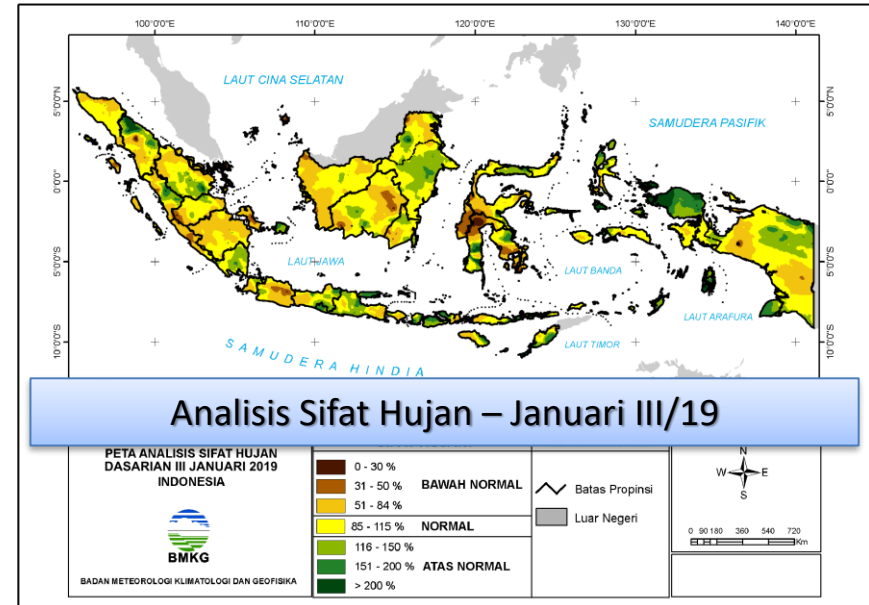 100°0'0"E 110°0'0"E 120°0'0"E 130°0'0"E 140°0'0"E
LAUT CINA SELATAN
5°0'0"N 5°0'0"N
SAMUDERA PASIFIK
0°0'0" 0°0'0"
LAUT JAWA
5°0'0"S 5°0'0"S
LAUT BANDA
LAUT ARAFURA
10°0'0"S 10°0'0"S
LAUT TIMOR
SAMUDERA HINDIA
Analisis Sifat Hujan – Januari III/19
PETA ANALISIS SIFAT HUJAN
DASARIAN III JANUARI 2019
INDONESIA
BMKG
BADAN METEOROLOGI KLIMATOLOGI DAN GEOFISIKA
0 - 30 %
31 - 50 % BAWAH NORMAL
51 - 84 %
85 - 115 % NORMAL
116 - 150 %
151 - 200 % ATAS NORMAL
> 200 %
Batas Propinsi
Luar Negeri
N
W E
S
0 90 180 360 540 720
Km